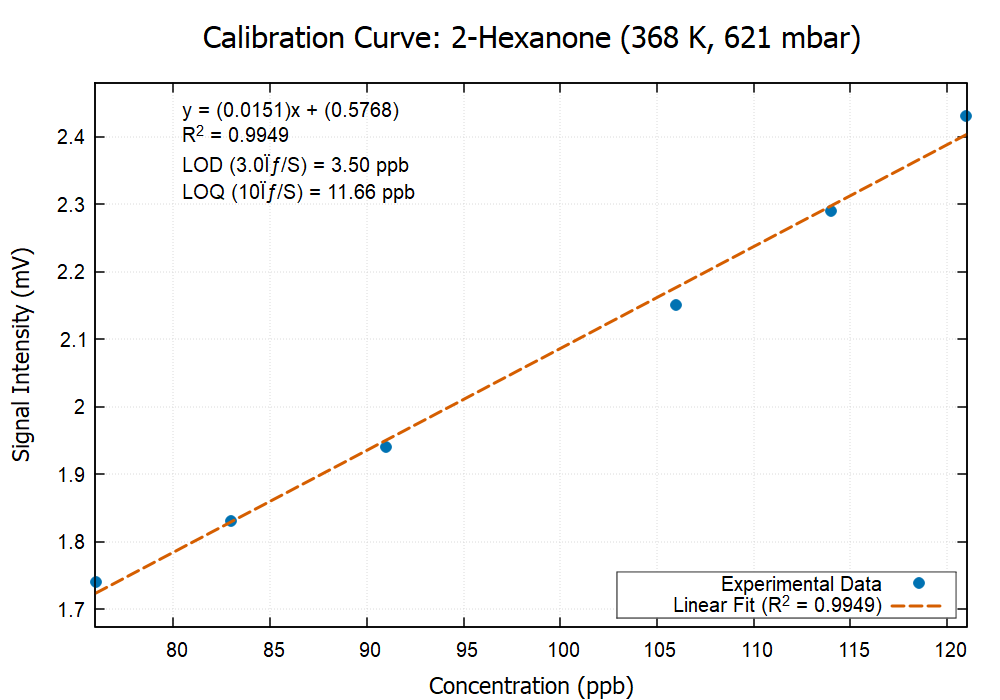 Calibration Curve: 2-Hexanone (368 K, 621 mbar)
y = (0.0151)x + (0.5768)
R² = 0.9949
LOD (3.0Ïƒ/S) = 3.50 ppb
LOQ (10Ïƒ/S) = 11.66 ppb
2.4
2.3
2.2
2.1
2
1.9
1.8
1.7
Signal Intensity (mV)
Experimental Data
Linear Fit (R² = 0.9949)
80 85 90 95 100 105 110 115 120
Concentration (ppb)